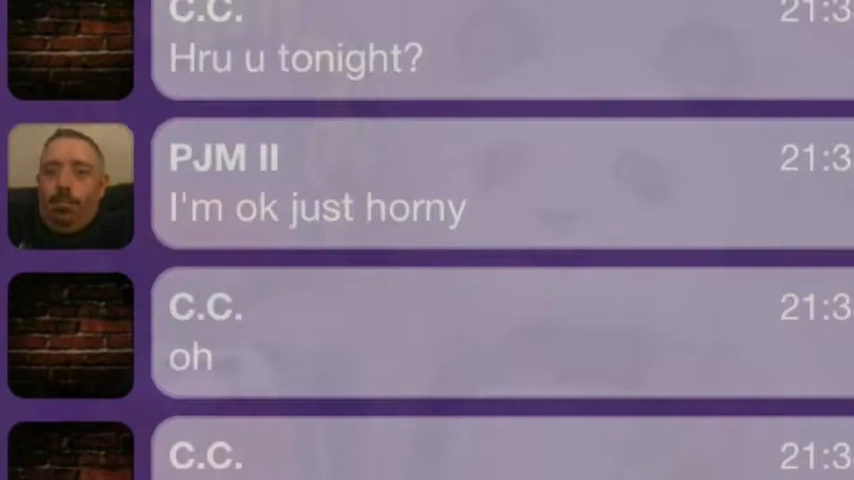 C.C. 21:3
Hru u tonight?
PJM II 21:3
I'm ok just horny
C.C. 21:3
oh
C.C. 21:3